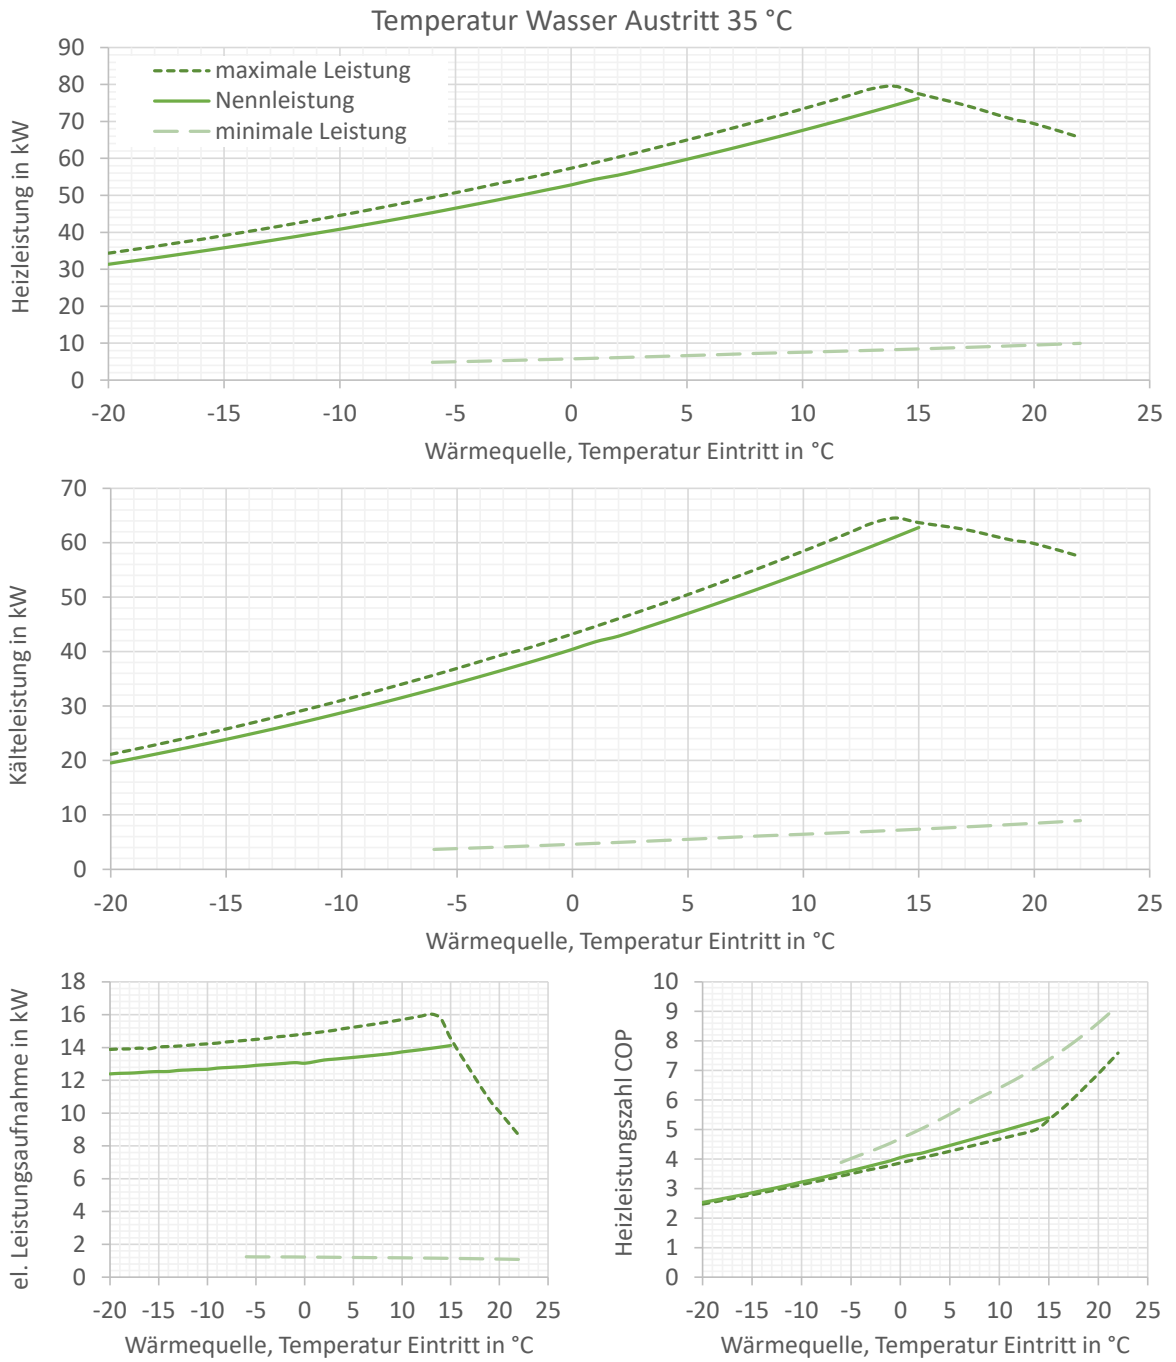 Temperatur Wasser Austritt 35 °C
Heizleistung in kW
90
80
70
60
50
40
30
20
10
0
maximale Leistung
Nennleistung
minimale Leistung
-20 -15 -10 -5 0 5 10 15 20 25
Wärmequelle, Temperatur Eintritt in °C
Kälteleistung in kW
70
60
50
40
30
20
10
0
-20 -15 -10 -5 0 5 10 15 20 25
Wärmequelle, Temperatur Eintritt in °C
el. Leistungsaufnahme in kW
18
16
14
12
10
8
6
4
2
0
-20 -15 -10 -5 0 5 10 15 20 25
Wärmequelle, Temperatur Eintritt in °C
Heizleistungszahl COP
10
9
8
7
6
5
4
3
2
1
0
-20 -15 -10 -5 0 5 10 15 20 25
Wärmequelle, Temperatur Eintritt in °C